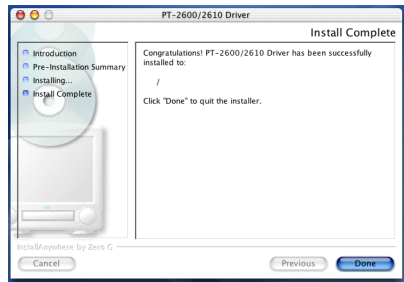 PT-2600/2610 Driver
Install Complete
Introduction
Pre-Installation Summary
Installing...
Install Complete
Congratulations! PT-2600/2610 Driver has been successfully
installed to:
/
Click "Done" to quit the installer.
InstallAnywhere by Zero G
Cancel
Previous
Done